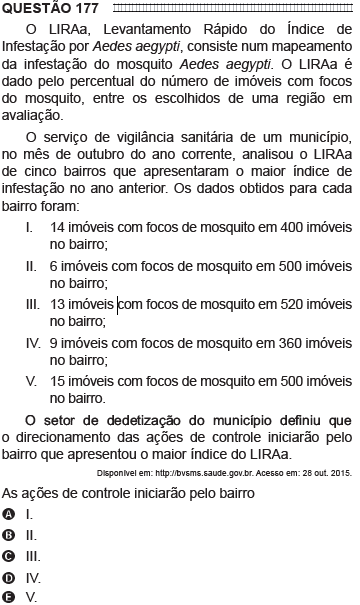 QUESTÃO 177
O LIRAa, Levantamento Rápido do Índice de
Infestação por Aedes aegypti, consiste num mapeamento
da infestação do mosquito Aedes aegypti. O LIRAa é
dado pelo percentual do número de imóveis com focos
do mosquito, entre os escolhidos de uma região em
avaliação.
O serviço de vigilância sanitária de um município,
no mês de outubro do ano corrente, analisou o LIRAa
de cinco bairros que apresentaram o maior índice de
infestação no ano anterior. Os dados obtidos para cada
bairro foram:
I. 14 imóveis com focos de mosquito em 400 imóveis
no bairro;
II. 6 imóveis com focos de mosquito em 500 imóveis
no bairro;
III. 13 imóveis com focos de mosquito em 520 imóveis
no bairro;
IV. 9 imóveis com focos de mosquito em 360 imóveis
no bairro;
V. 15 imóveis com focos de mosquito em 500 imóveis
no bairro.
O setor de dedetização do município definiu que
o direcionamento das ações de controle iniciarão pelo
bairro que apresentou o maior índice do LIRAa.
Disponível em: http://bvsms.saude.gov.br. Acesso em: 28 out. 2015.
As ações de controle iniciarão pelo bairro
A I.
B II.
C III.
D IV.
E V.